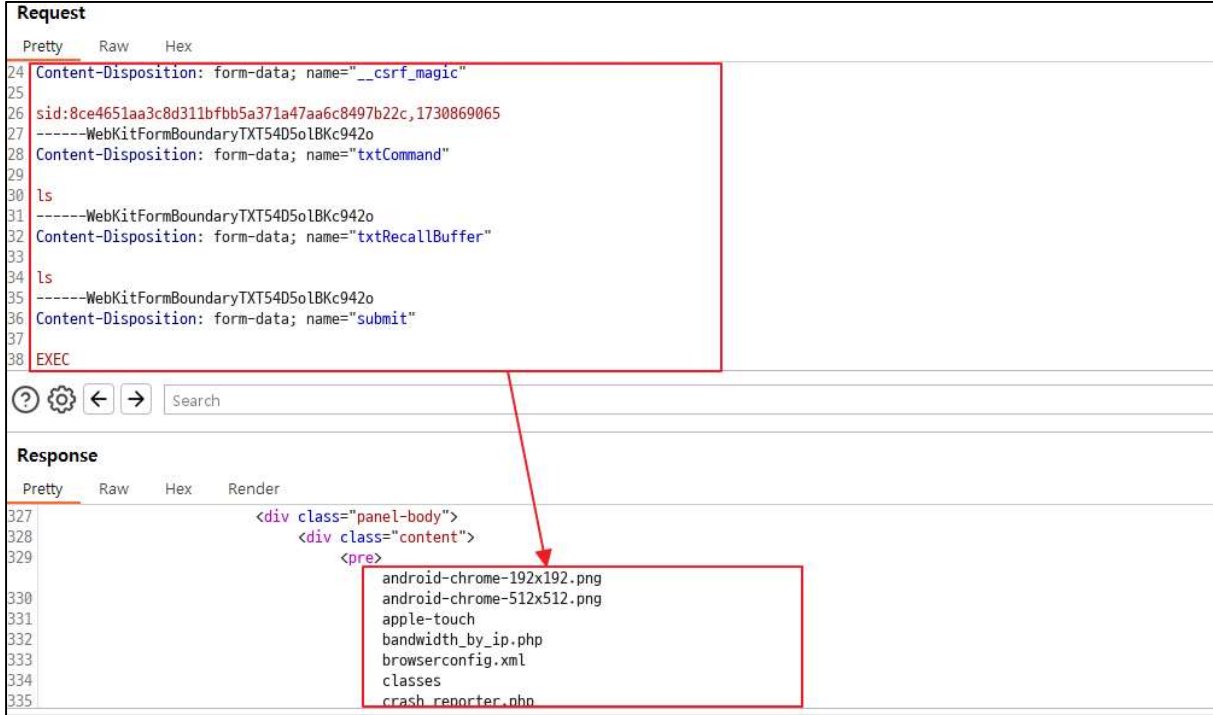 Request
Pretty Raw Hex
24 Content-Disposition: form-data; name="__csrf_magic"
25
26 sid:8ce4651aa3c8d311bfbb5a371a47aa6c8497b22c,1730869065
27 ------WebKitFormBoundaryTXT54D5olBKc942o
28 Content-Disposition: form-data; name="txtCommand"
29
30 ls
31 ------WebKitFormBoundaryTXT54D5olBKc942o
32 Content-Disposition: form-data; name="txtRecallBuffer"
33
34 ls
35 ------WebKitFormBoundaryTXT54D5olBKc942o
36 Content-Disposition: form-data; name="submit"
37
38 EXEC
Search
Response
Pretty Raw Hex Render
327 <div class="panel-body">
328 <div class="content">
329 <pre>
android-chrome-192x192.png
330 android-chrome-512x512.png
331 apple-touch
332 bandwidth_by_ip.php
333 browserconfig.xml
334 classes
335 crash_reporter.php